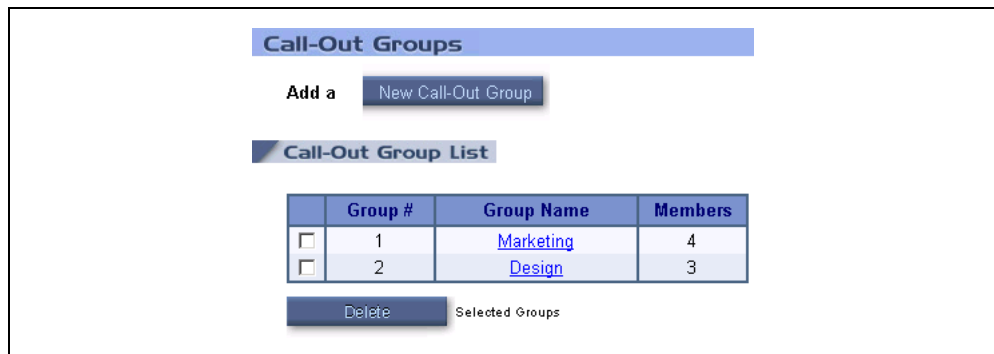 Call-Out Groups
Add a New Call-Out Group
Call-Out Group List
Group # Group Name Members
1 Marketing 4
2 Design 3
Delete Selected Groups